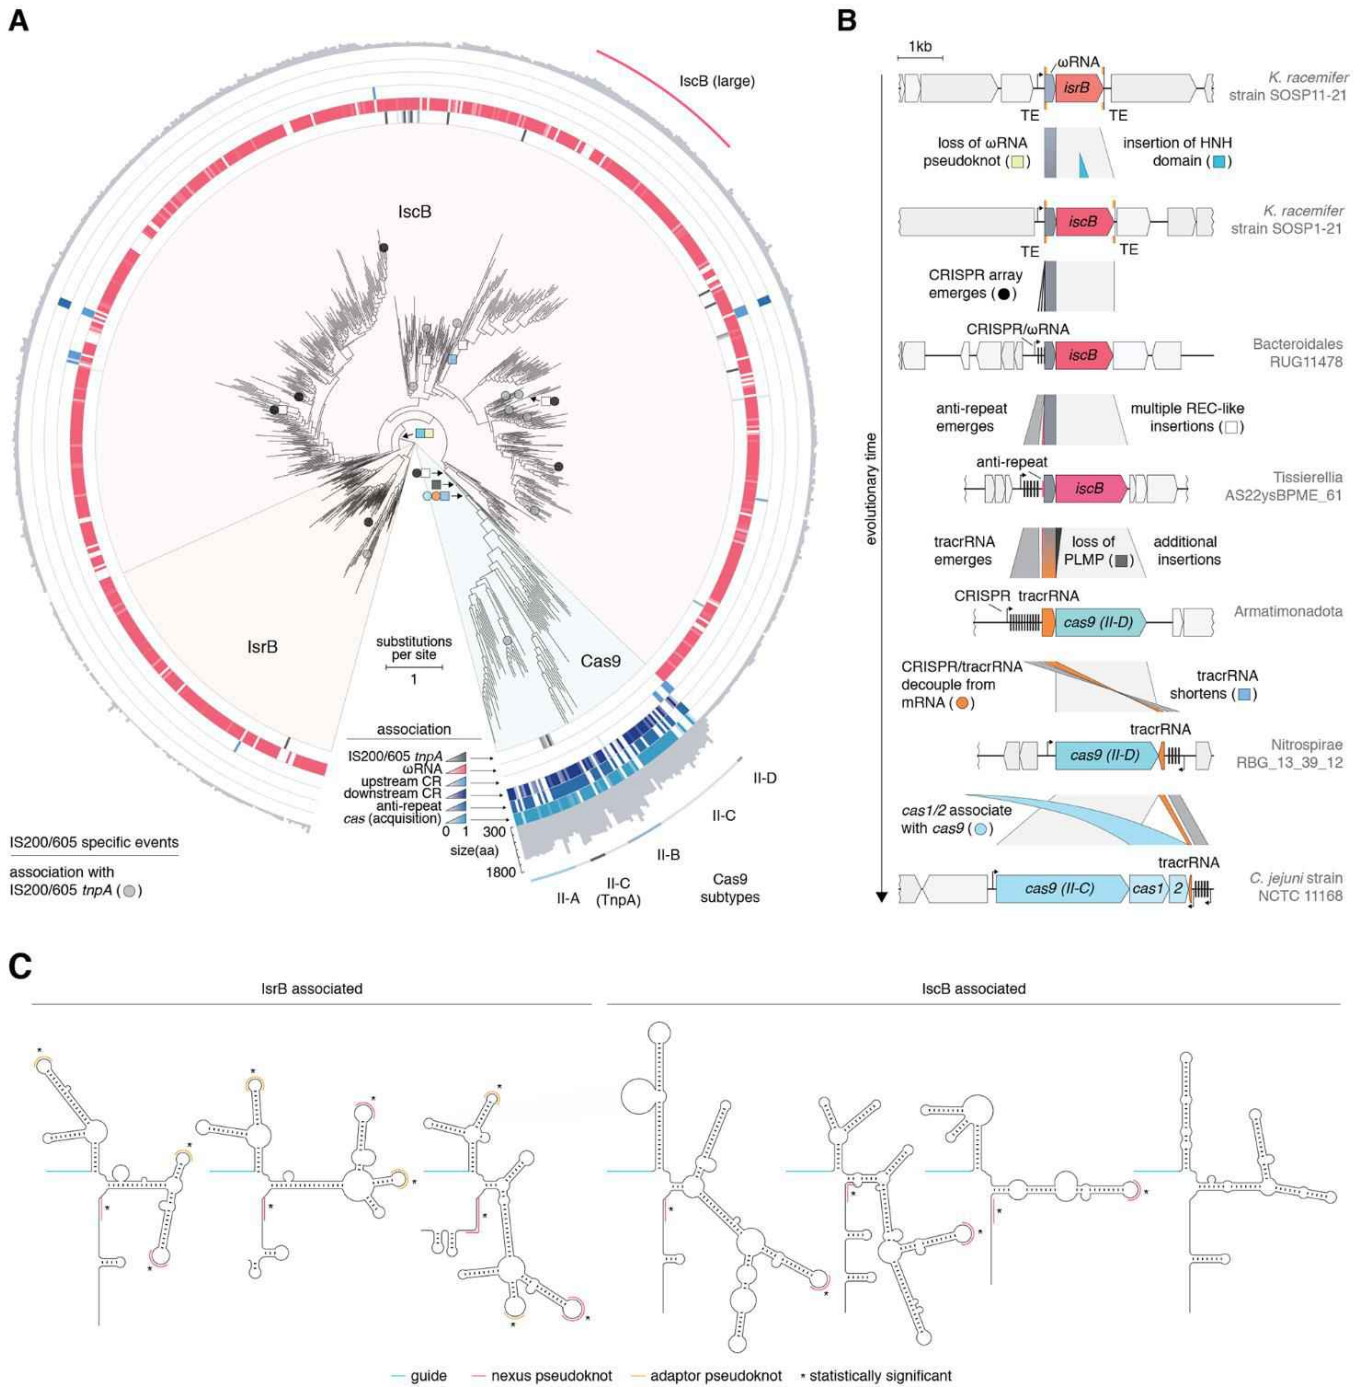 A
IscB (large)
IscB
IsrB
Cas9
substitutions
per site
1
association
IS200/605 tnpA
ωRNA
upstream CR
downstream CR
anti-repeat
cas (acquisition)
0 1
size(aa)
300
1800
II-D
II-C
II-B
II-C
(TnpA)
II-A
Cas9
subtypes
IS200/605 specific events
association with
IS200/605 tnpA ( )
B
1kb
evolutionary time
ωRNA
isrB
TE TE
K. racemifer
strain SOSP11-21
loss of ωRNA
pseudoknot ( )
insertion of HNH
domain ( )
iscB
TE TE
K. racemifer
strain SOSP1-21
CRISPR array
emerges ( )
CRISPR/ωRNA
iscB
Bacteroidales
RUG11478
anti-repeat
emerges
multiple REC-like
insertions ( )
anti-repeat
iscB
Tissierellia
AS22ysBPME_61
tracrRNA
emerges
loss of
PLMP ( )
additional
insertions
CRISPR tracrRNA
cas9 (II-D)
Armatimonadota
CRISPR/tracrRNA
decouple from
mRNA ( )
tracrRNA
shortens ( )
tracrRNA
cas9 (II-D)
Nitrospirae
RBG_13_39_12
cas1/2 associate
with cas9 ( )
tracrRNA
cas9 (II-C) cas1 2
C. jejuni strain
NCTC 11168
C
IsrB associated
IscB associated
* * * * * * * * * * * * * * * *
guide nexus pseudoknot adaptor pseudoknot * statistically significant